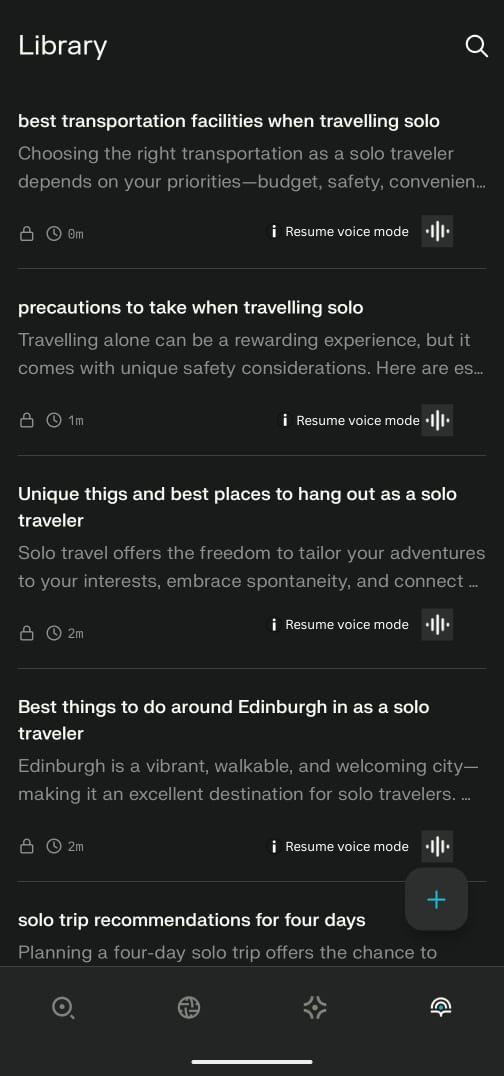 Library
best transportation facilities when travelling solo
Choosing the right transportation as a solo traveler
depends on your priorities—budget, safety, convenien…
0m
i Resume voice mode
precautions to take when travelling solo
Travelling alone can be a rewarding experience, but it
comes with unique safety considerations. Here are es…
1m
i Resume voice mode
Unique thigs and best places to hang out as a solo
traveler
Solo travel offers the freedom to tailor your adventures
to your interests, embrace spontaneity, and connect …
2m
i Resume voice mode
Best things to do around Edinburgh in as a solo
traveler
Edinburgh is a vibrant, walkable, and welcoming city—
making it an excellent destination for solo travelers. …
2m
i Resume voice mode
solo trip recommendations for four days
Planning a four-day solo trip offers the chance to